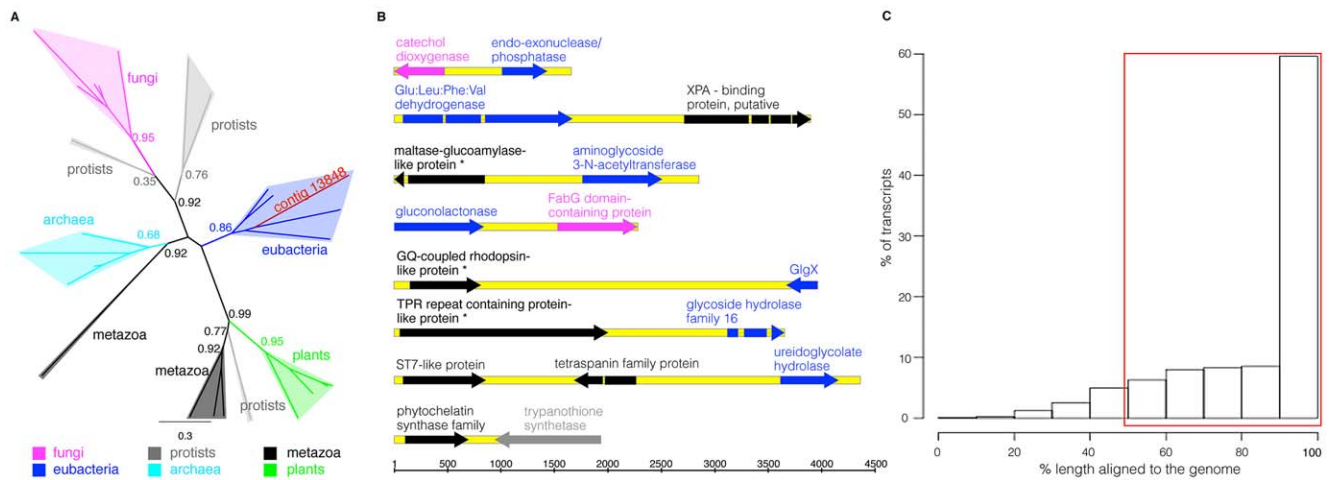 A
fungi
0.95
protists
protists
0.35
0.76
0.92
contig 13848
archaea
0.68
0.86
eubacteria
0.92
metazoa
0.99
0.77
0.92
0.95
plants
metazoa
protists
0.3
fungi
protists
metazoa
eubacteria
archaea
plants
B
catechol
dioxygenase
endo-exonuclease/
phosphatase
Glu:Leu:Phe:Val
dehydrogenase
XPA - binding
protein, putative
maltase-glucoamylase-
like protein *
aminoglycoside
3-N-acetyltransferase
gluconolactonase
FabG domain-
containing protein
GQ-coupled rhodopsin-
like protein *
GlgX
TPR repeat containing protein-
like protein *
glycoside hydrolase
family 16
ST7-like protein
tetraspanin family protein
ureidoglycolate
hydrolase
phytochelatin
synthase family
trypanothione
synthetase
1 500 1000 1500 2000 2500 3000 3500 4000 4500
C
% of transcripts
60
50
40
30
20
10
0
0 20 40 60 80 100
% length aligned to the genome